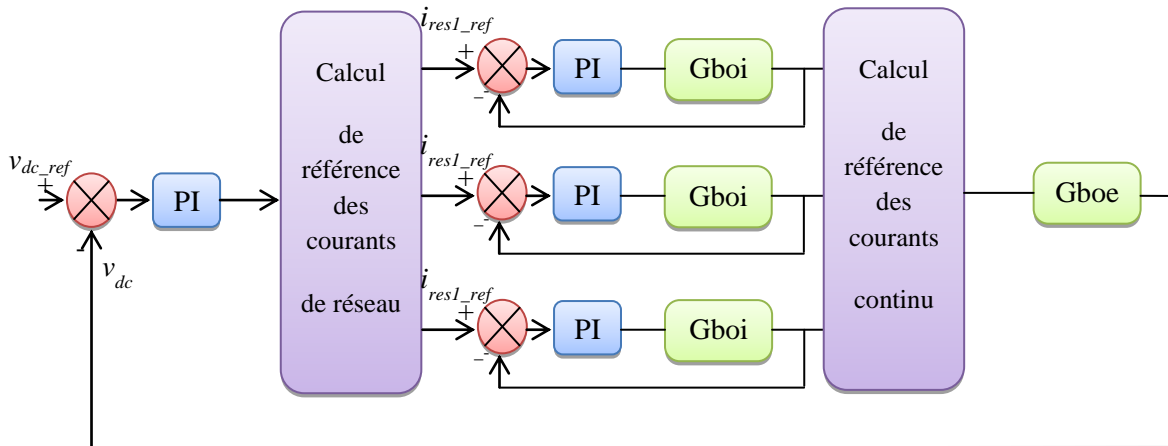 i_res1_ref
+
PI
Gboi
- -
Calcul
de
référence
des
courants
de réseau
Calcul
de
référence
des
courants
continu
v_dc_ref
+
PI
-
v_dc
i_res1_ref
+
PI
Gboi
- -
Gboe
i_res1_ref
+
PI
Gboi
- -